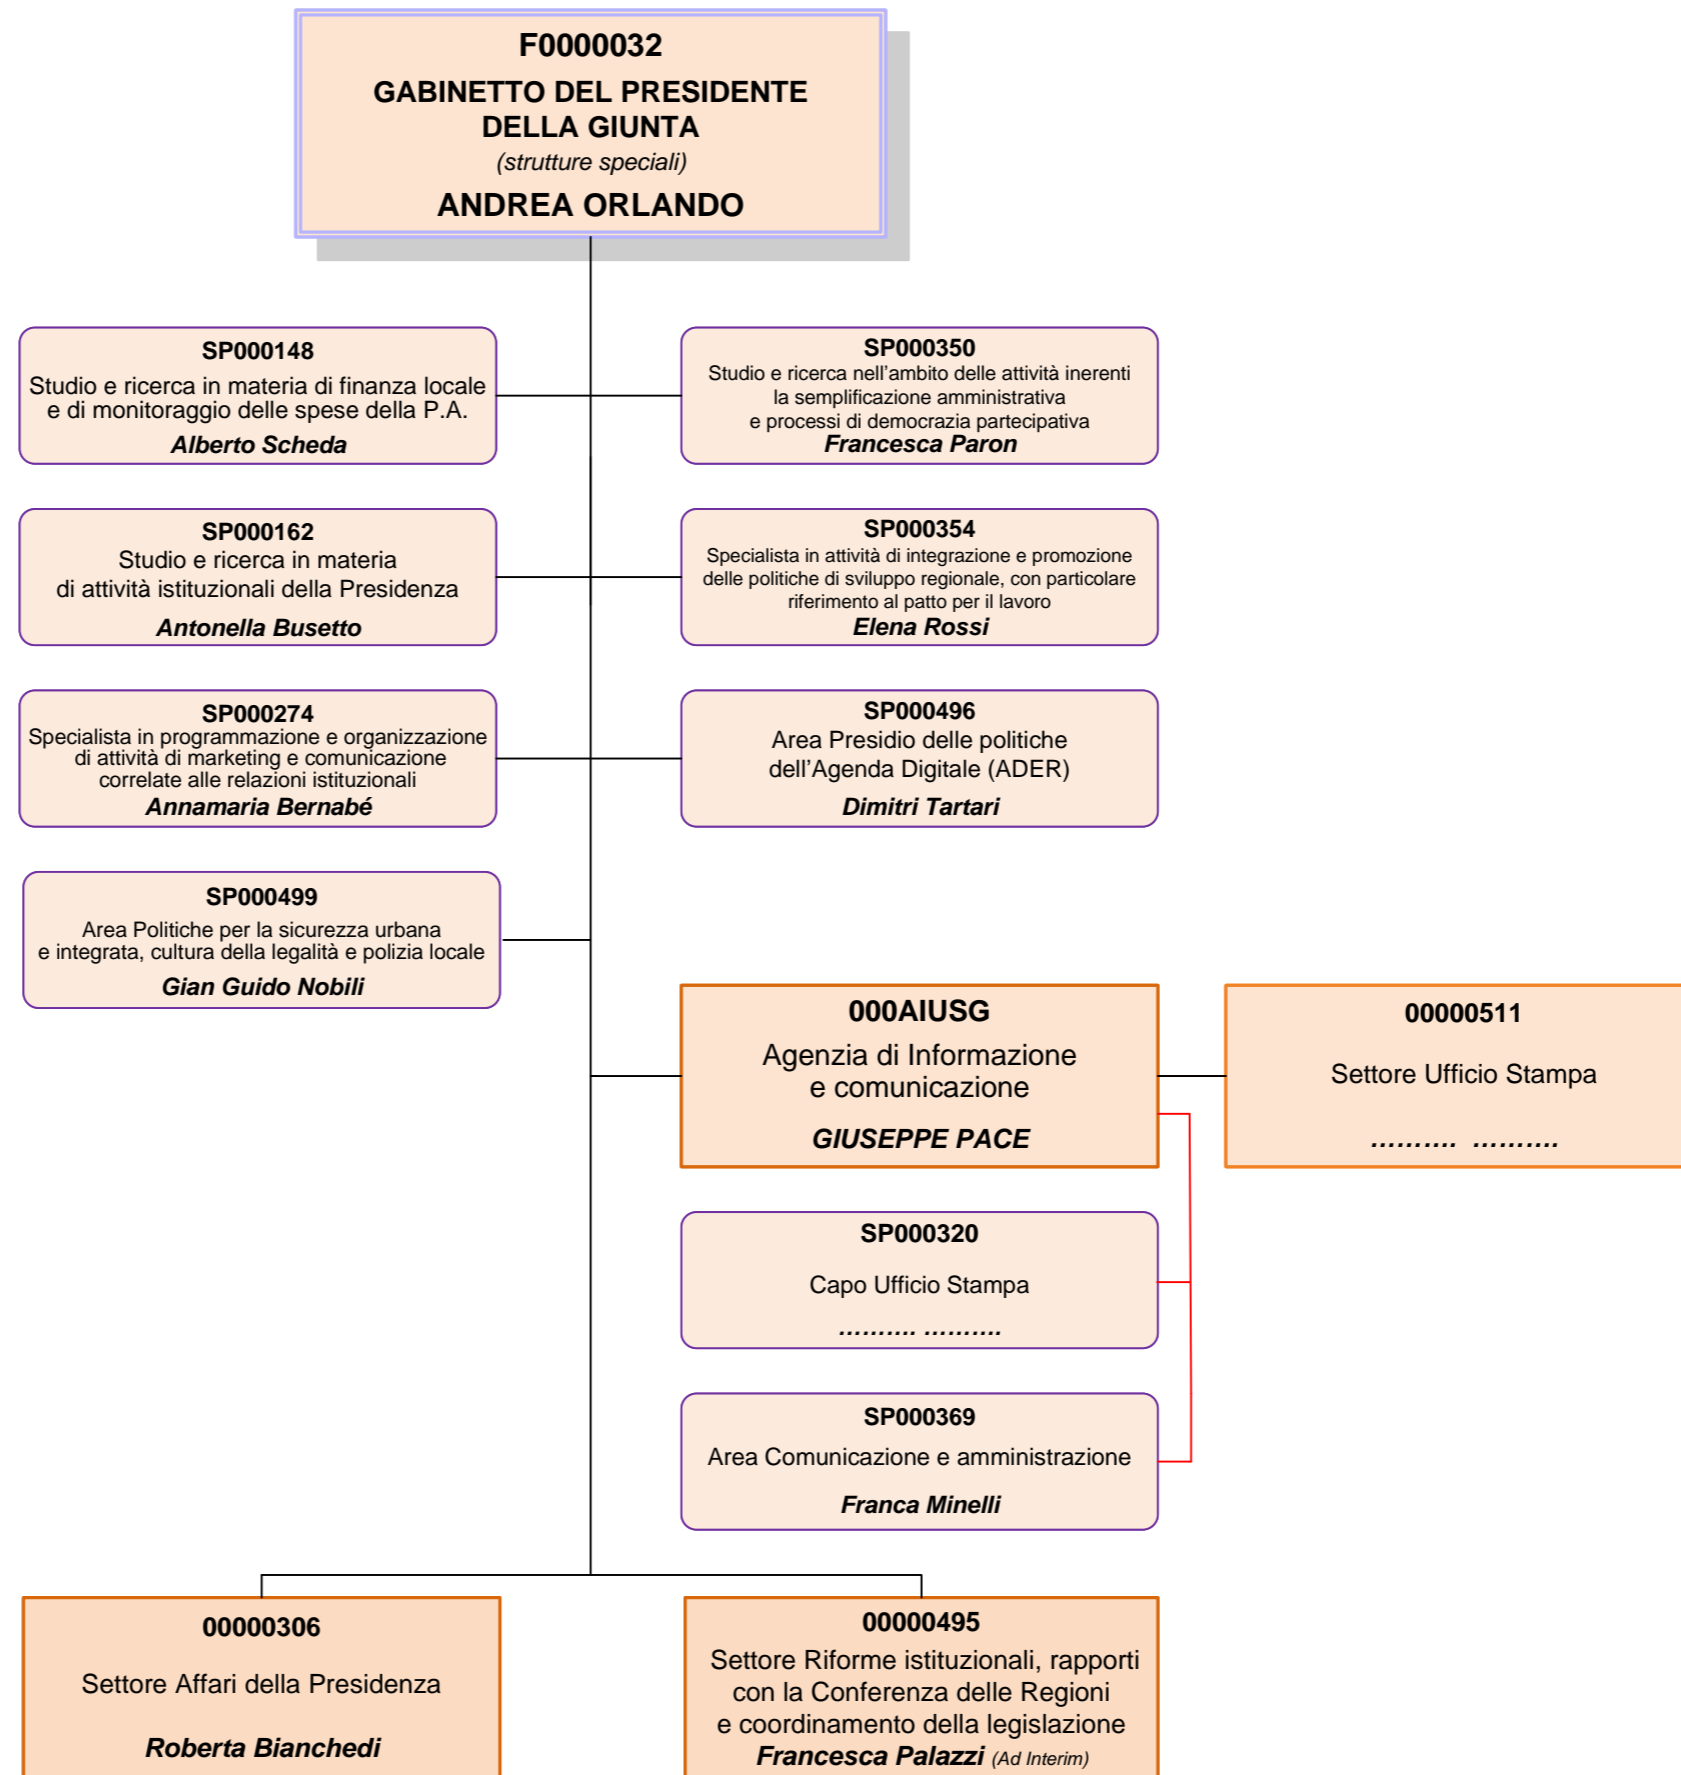 F0000032
GABINETTO DEL PRESIDENTE
DELLA GIUNTA
(strutture speciali)
ANDREA ORLANDO
SP000148
Studio e ricerca in materia di finanza locale
e di monitoraggio delle spese della P.A.
Alberto Scheda
SP000350
Studio e ricerca nell’ambito delle attività inerenti
la semplificazione amministrativa
e processi di democrazia partecipativa
Francesca Paron
SP000162
Studio e ricerca in materia
di attività istituzionali della Presidenza
Antonella Busetto
SP000354
Specialista in attività di integrazione e promozione
delle politiche di sviluppo regionale, con particolare
riferimento al patto per il lavoro
Elena Rossi
SP000274
Specialista in programmazione e organizzazione
di attività di marketing e comunicazione
correlate alle relazioni istituzionali
Annamaria Bernabé
SP000496
Area Presidio delle politiche
dell’Agenda Digitale (ADER)
Dimitri Tartari
SP000499
Area Politiche per la sicurezza urbana
e integrata, cultura della legalità e polizia locale
Gian Guido Nobili
000AIUSG
Agenzia di Informazione
e comunicazione
GIUSEPPE PACE
00000511
Settore Ufficio Stampa
………. ……….
SP000320
Capo Ufficio Stampa
………. ……….
SP000369
Area Comunicazione e amministrazione
Franca Minelli
00000306
Settore Affari della Presidenza
Roberta Bianchedi
00000495
Settore Riforme istituzionali, rapporti
con la Conferenza delle Regioni
e coordinamento della legislazione
Francesca Palazzi (Ad Interim)